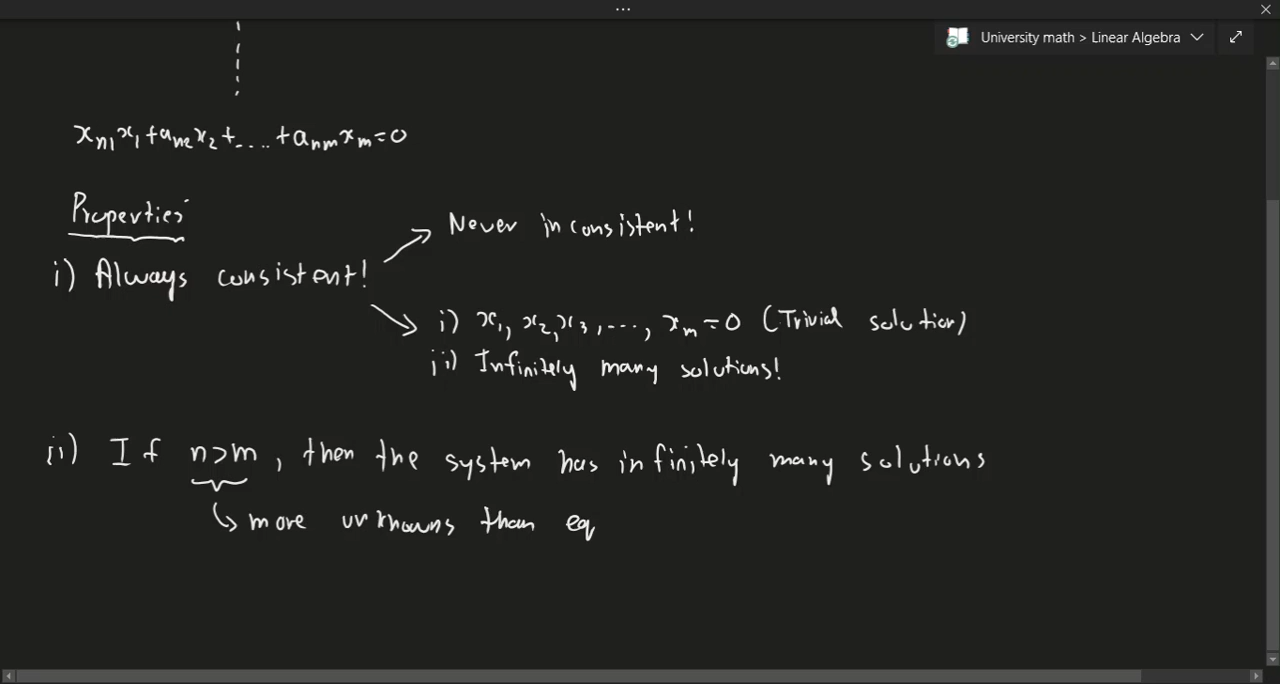 University math > Linear Algebra
xn1x1+an2x2+.....+anmxm=0
Properties
Never inconsistent!
i) Always consistent!
i) x1, x2, x3, ..., xm=0 (Trivial solution)
ii) Infinitely many solutions!
ii) If n>m, then the system has infinitely many solutions
more unknowns than eq